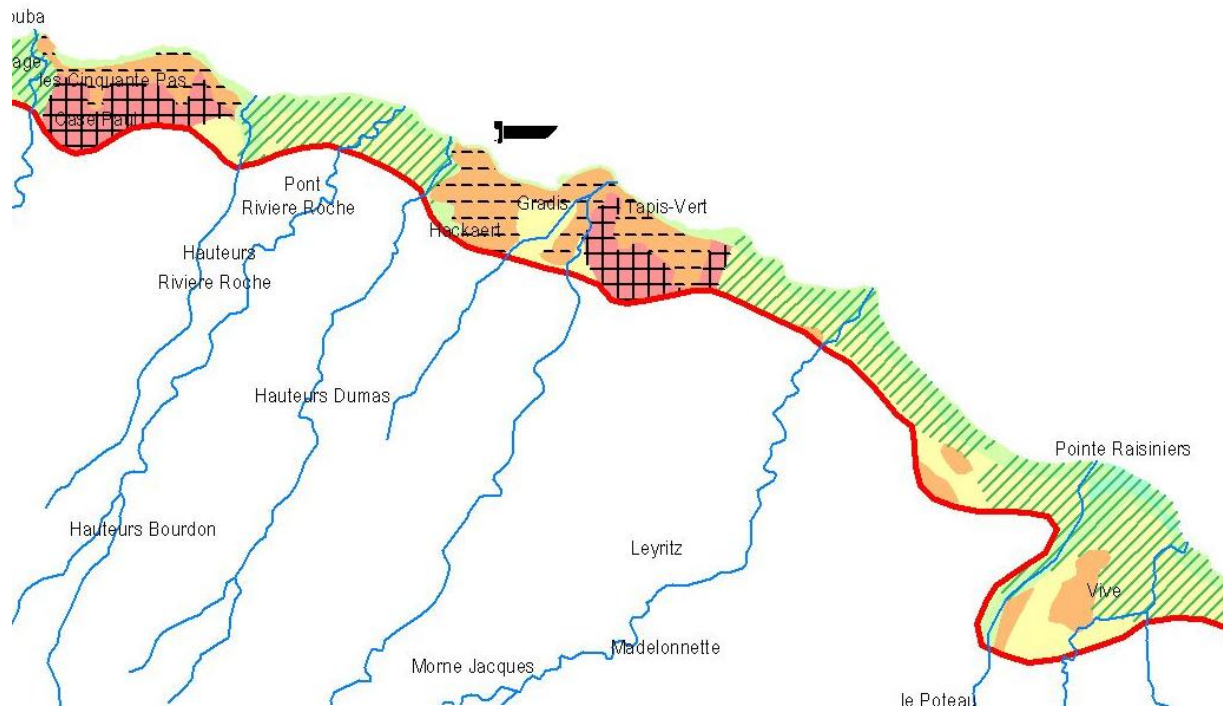 les Cinquante Pas
Case Paul
Pont
Riviere Roche
Gradis
Tapis-Vert
Hackaert
Hauteurs
Riviere Roche
Hauteurs Dumas
Pointe Raisiniers
Hauteurs Bourdon
Leyritz
Vive
Madelonnette
Morne Jacques
le Poteau